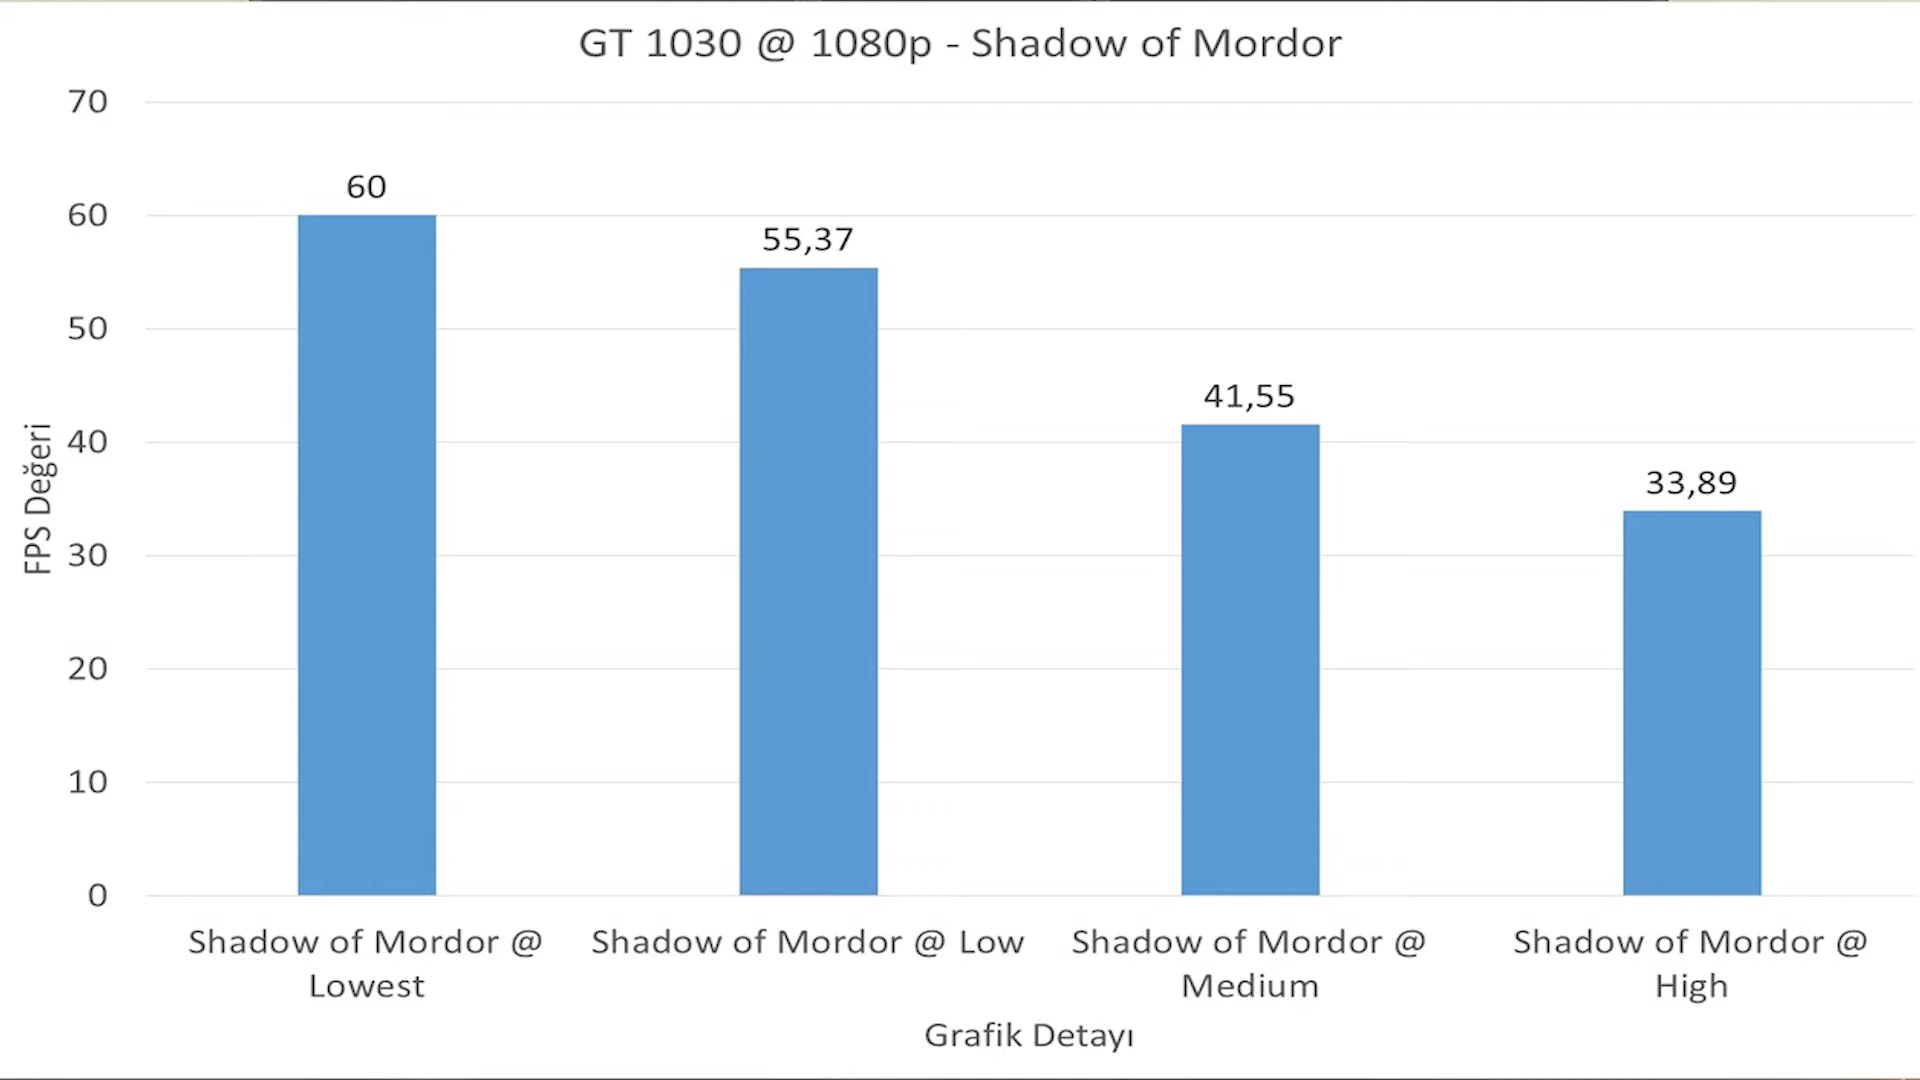 GT 1030 @ 1080p - Shadow of Mordor
70
60
50
40
30
20
10
0
FPS Değeri
60
55,37
41,55
33,89
Shadow of Mordor @
Lowest
Shadow of Mordor @ Low
Shadow of Mordor @
Medium
Shadow of Mordor @
High
Grafik Detayı